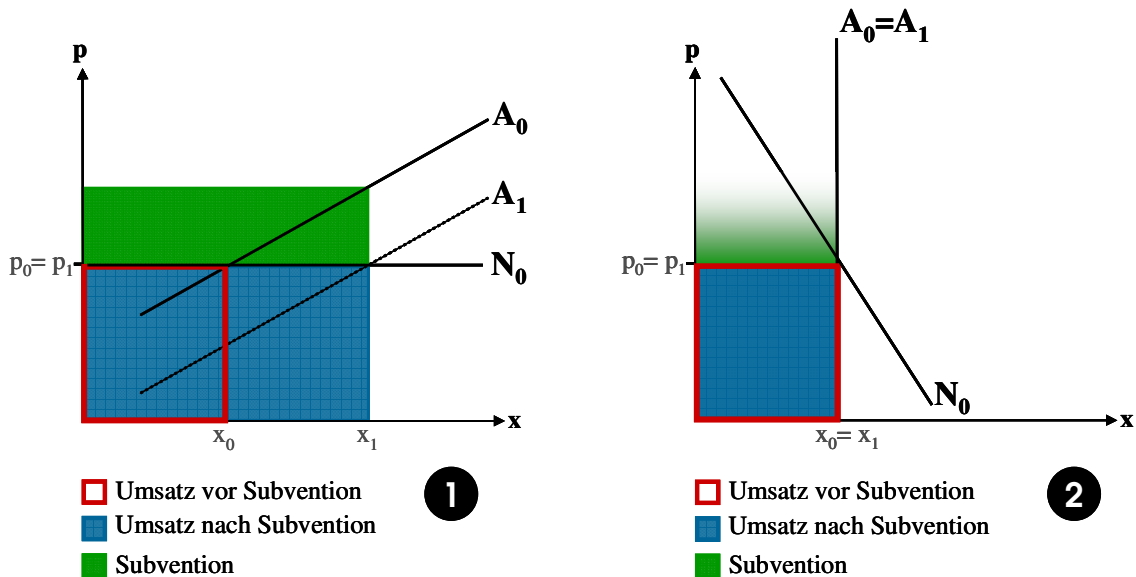 p
A₀
A₁
p₀= p₁
N₀
x
x₀
x₁
Umsatz vor Subvention
1
Umsatz nach Subvention
Subvention
A₀=A₁
p
p₀= p₁
N₀
x
x₀= x₁
Umsatz vor Subvention
2
Umsatz nach Subvention
Subvention